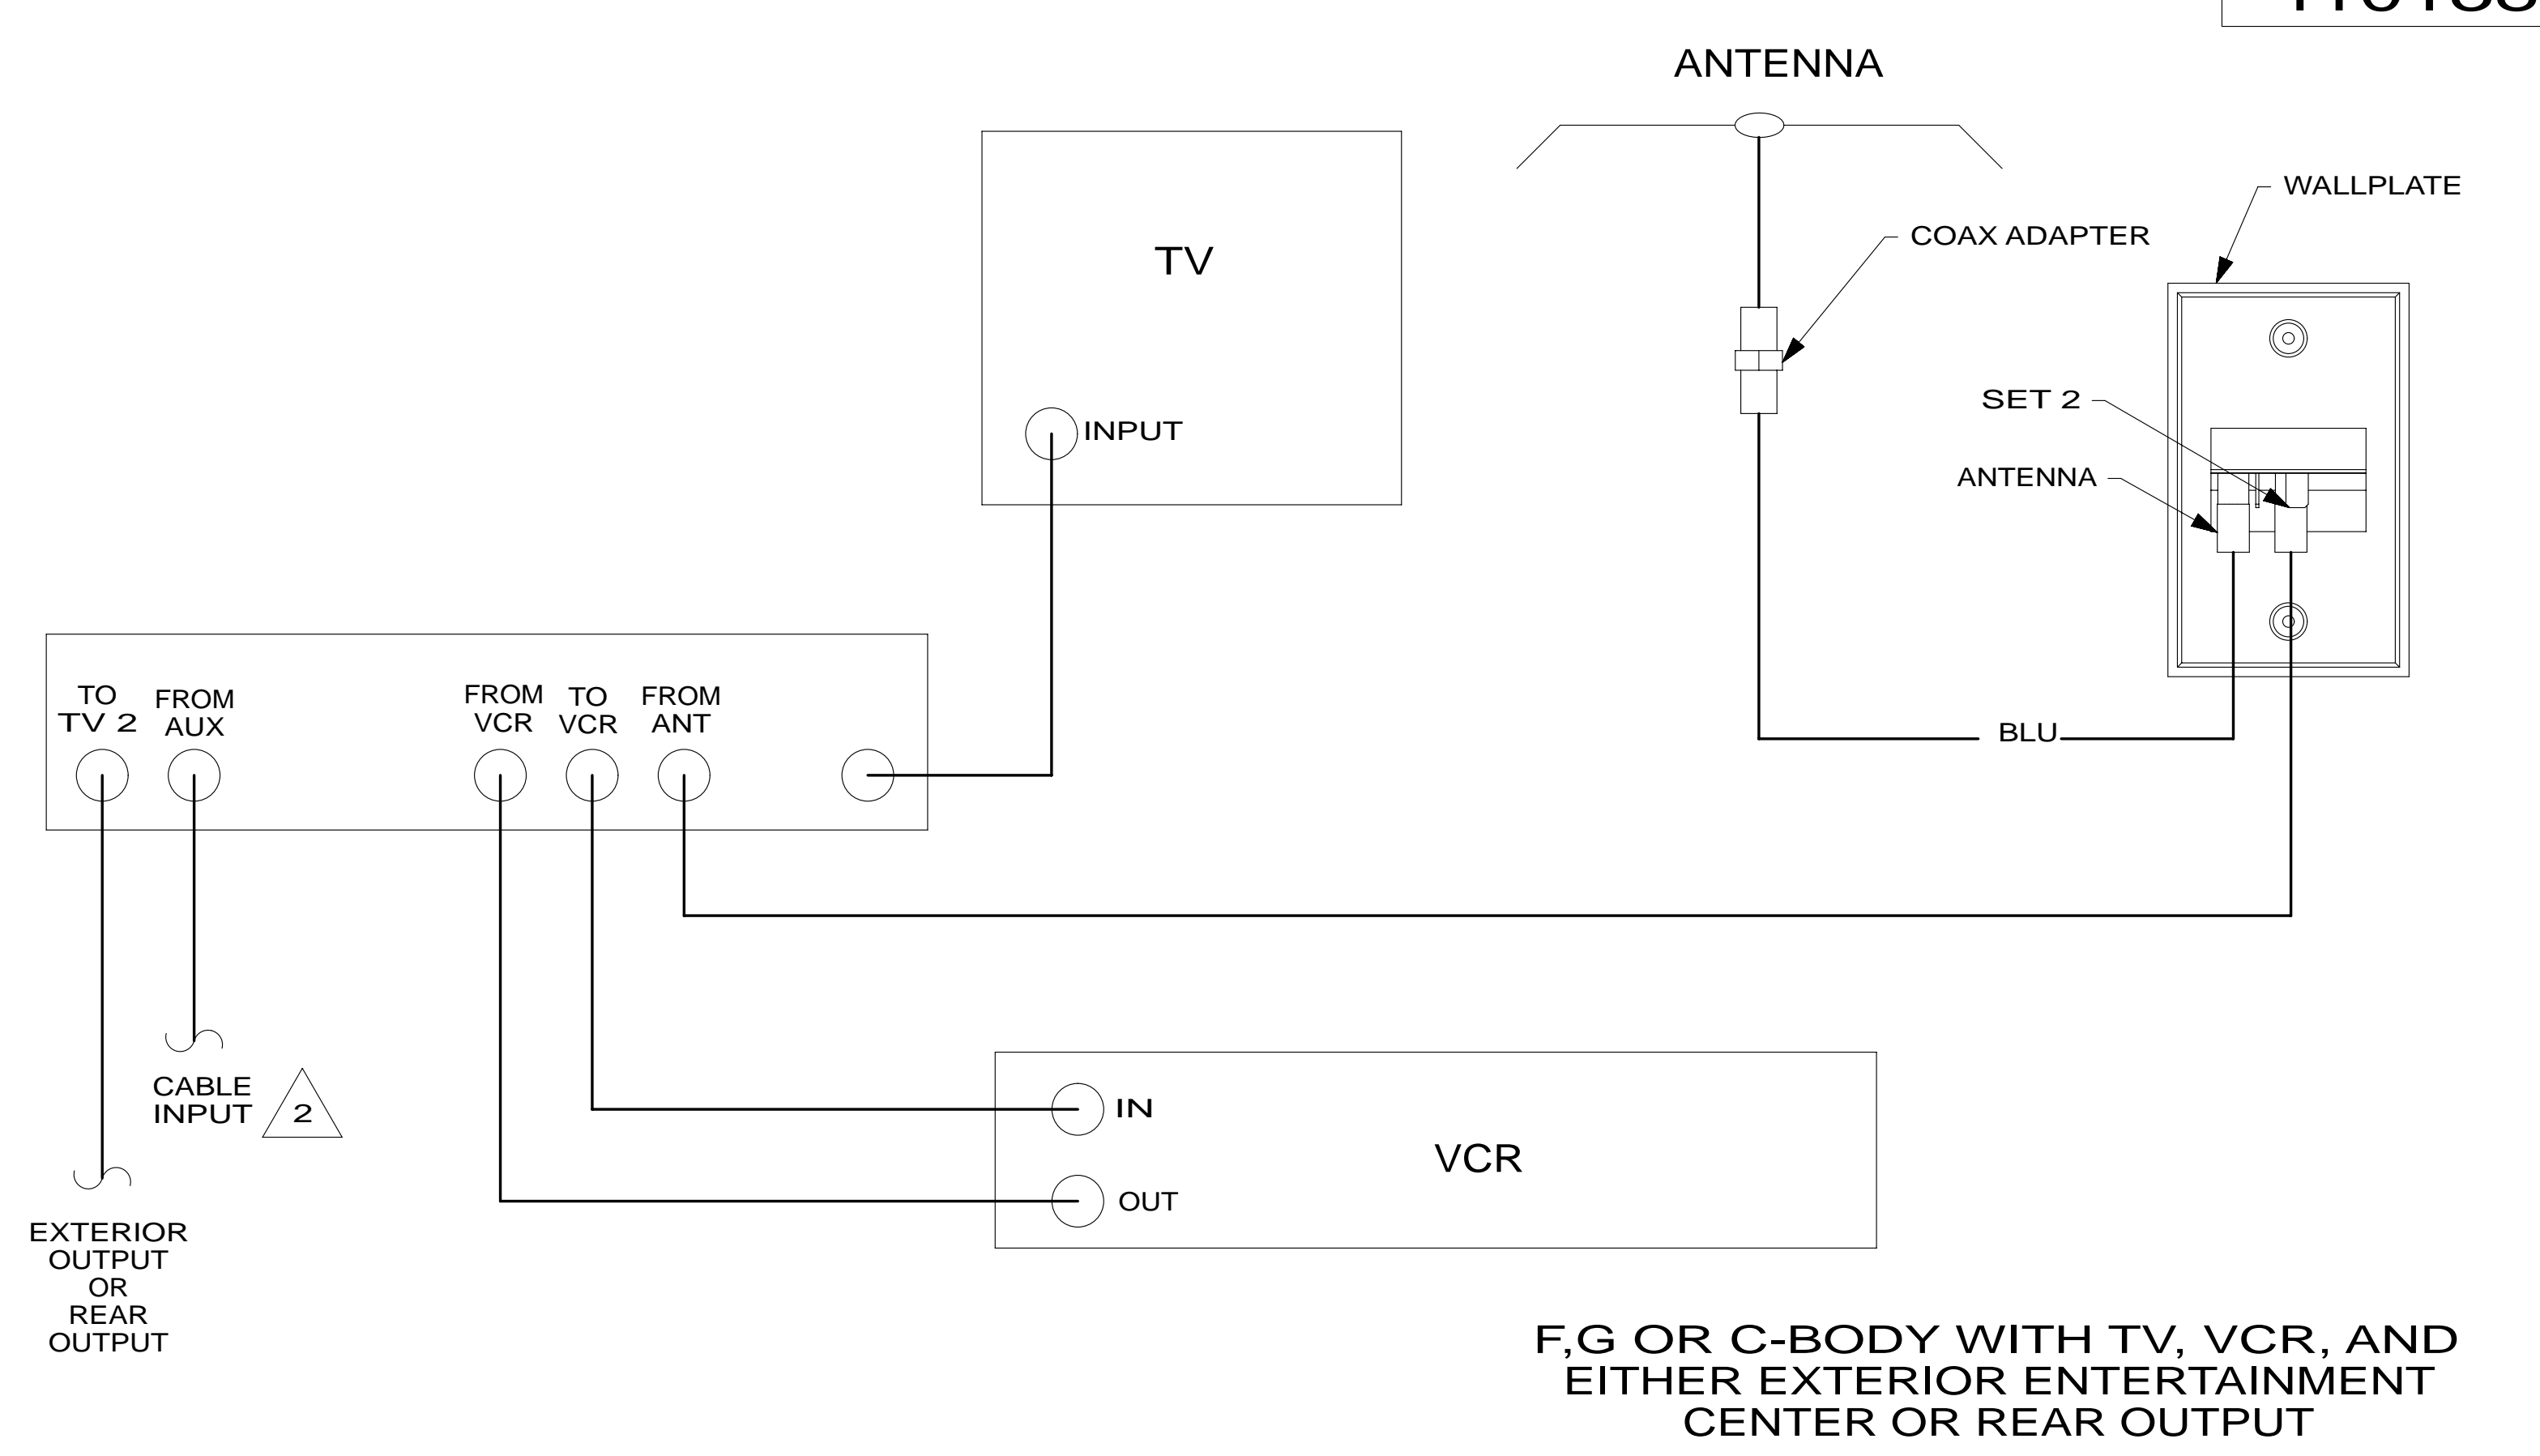 ANTENNA
WALLPLATE
COAX ADAPTER
TV
SET 2
INPUT
ANTENNA
TO
TV 2
FROM
AUX
FROM
VCR
TO
VCR
FROM
ANT
BLU
CABLE
INPUT
2
IN
VCR
OUT
EXTERIOR
OUTPUT
OR
REAR
OUTPUT
F,G OR C-BODY WITH TV, VCR, AND
EITHER EXTERIOR ENTERTAINMENT
CENTER OR REAR OUTPUT